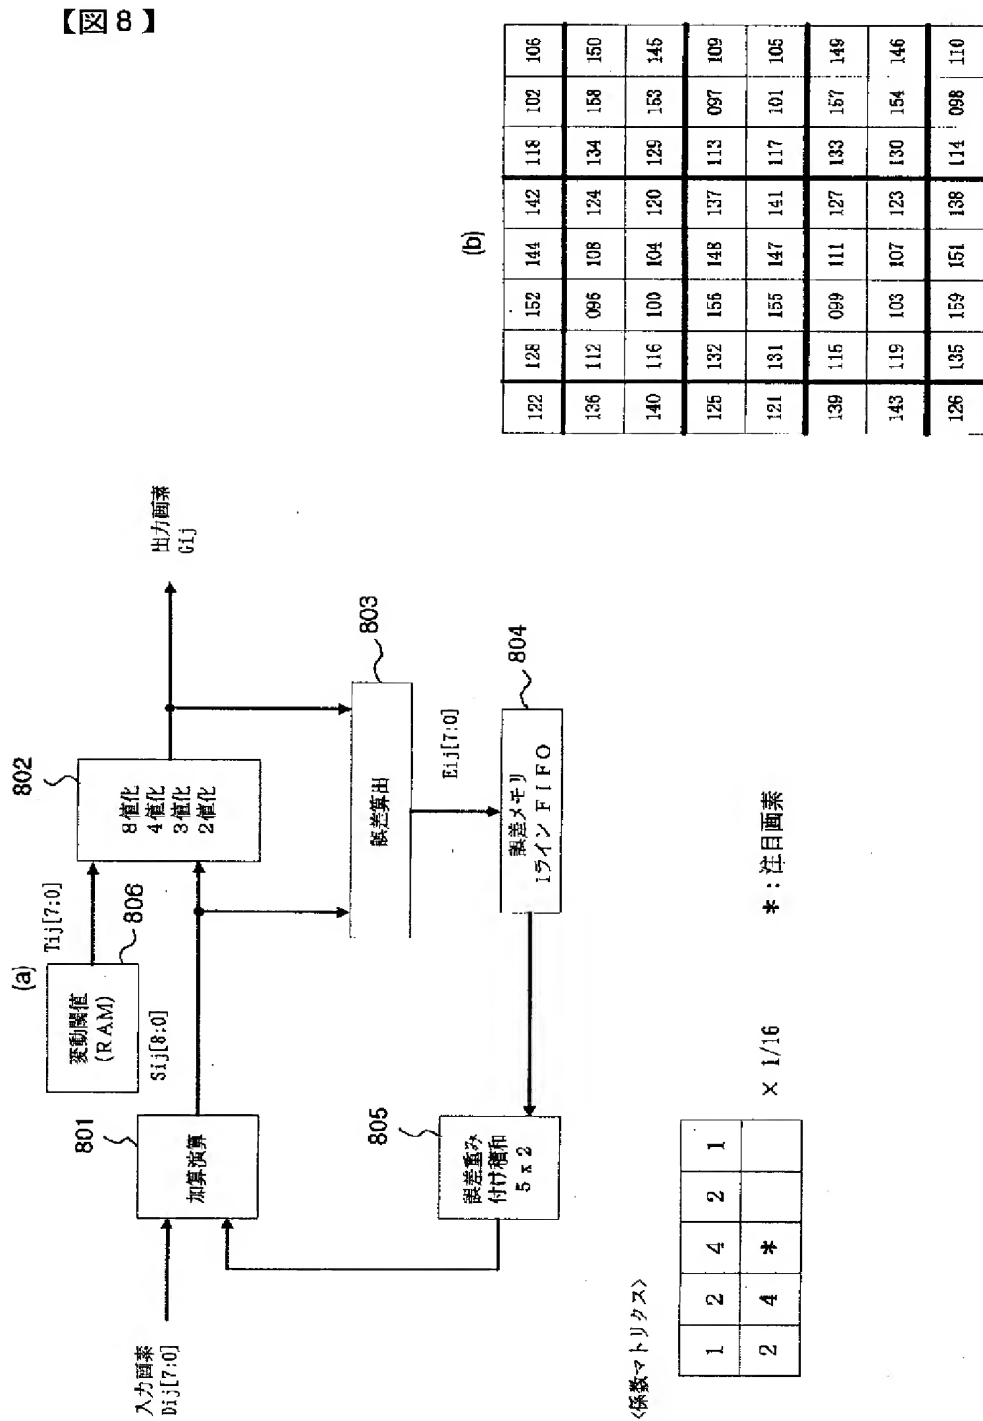 【図８】
(a)
入力画素
Dij[7:0]
801
加算演算
Sij[8:0]
変動閾値
(RAM)
806
Tij[7:0]
802
8値化
4値化
3値化
2値化
出力画素
Gij
803
誤差算出
Eij[7:0]
804
誤差メモリ
1ライン FIFO
805
誤差重み
付け積和
5 x 2
<係数マトリクス>
1 2 4 2 1
2 4 *
× 1/16
*：注目画素
(b)
126 143 139 121 125 140 136 122
135 119 115 131 132 116 112 128
159 103 099 155 156 100 096 152
151 107 111 147 148 104 108 144
138 123 127 141 137 120 124 142
114 130 133 117 113 129 134 118
098 154 157 101 097 153 158 102
110 146 149 105 109 145 150 106